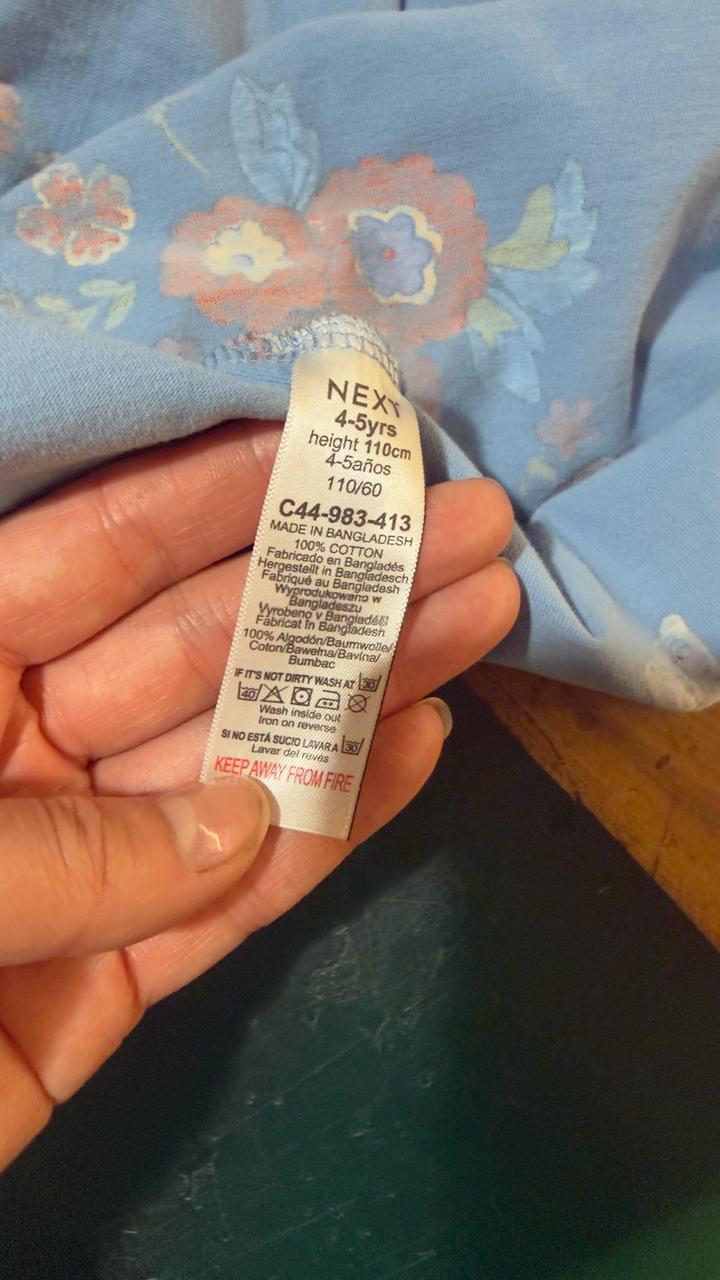 NEXT
4-5yrs
height 110cm
4-5años
110/60
C44-983-413
MADE IN BANGLADESH
100% COTTON
Fabricado en Bangladés
Hergestellt in Bangladesch
Fabriqué au Bangladesh
Wyprodukowano w
Bangladeszu
Vyrobeno v Bangladéši
Fabricat în Bangladesh
100% Algodón/Baumwolle/
Coton/Bawełna/Bavlna/
Bumbac
IF IT'S NOT DIRTY WASH AT 30
40
Wash inside out
Iron on reverse
SI NO ESTÁ SUCIO LAVAR A 30
Lavar del revés
KEEP AWAY FROM FIRE